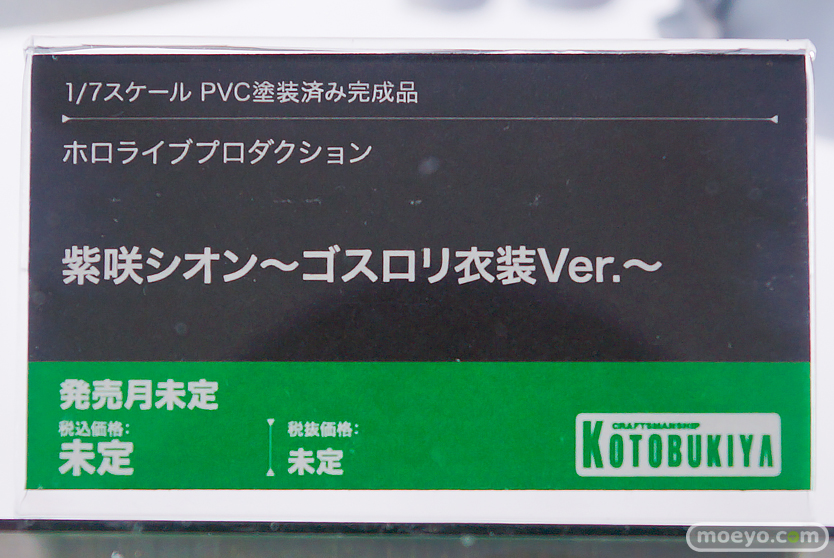 1/7スケール PVC塗装済み完成品
ホロライブプロダクション
紫咲シオン～ゴスロリ衣装Ver.～
発売月未定
税込価格:
未定
税抜価格:
未定
CRAFTSMANSHIP
KOTOBUKIYA
moeyo.com